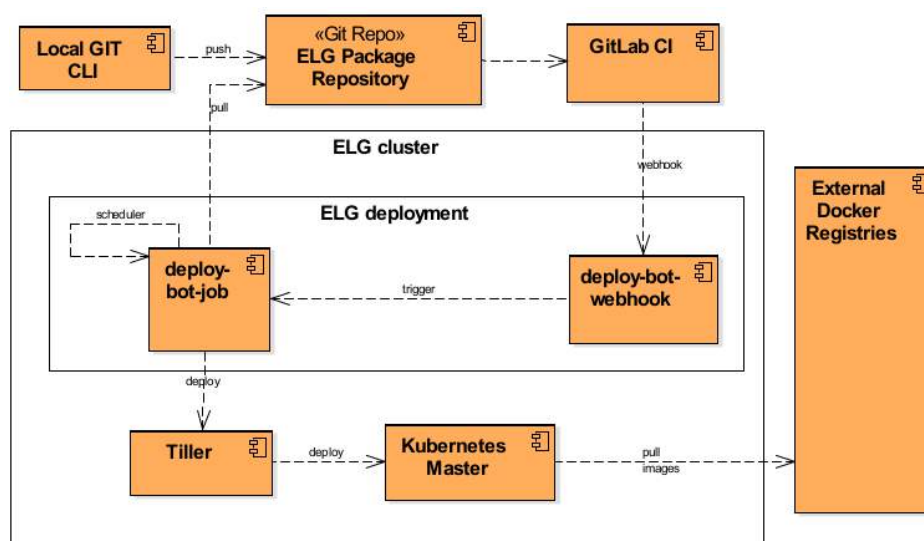 Local GIT
CLI
push
«Git Repo»
ELG Package
Repository
GitLab CI
pull
webhook
ELG cluster
ELG deployment
scheduler
deploy-
bot-job
trigger
deploy-bot-
webhook
External
Docker
Registries
deploy
Tiller
deploy
Kubernetes
Master
pull
images